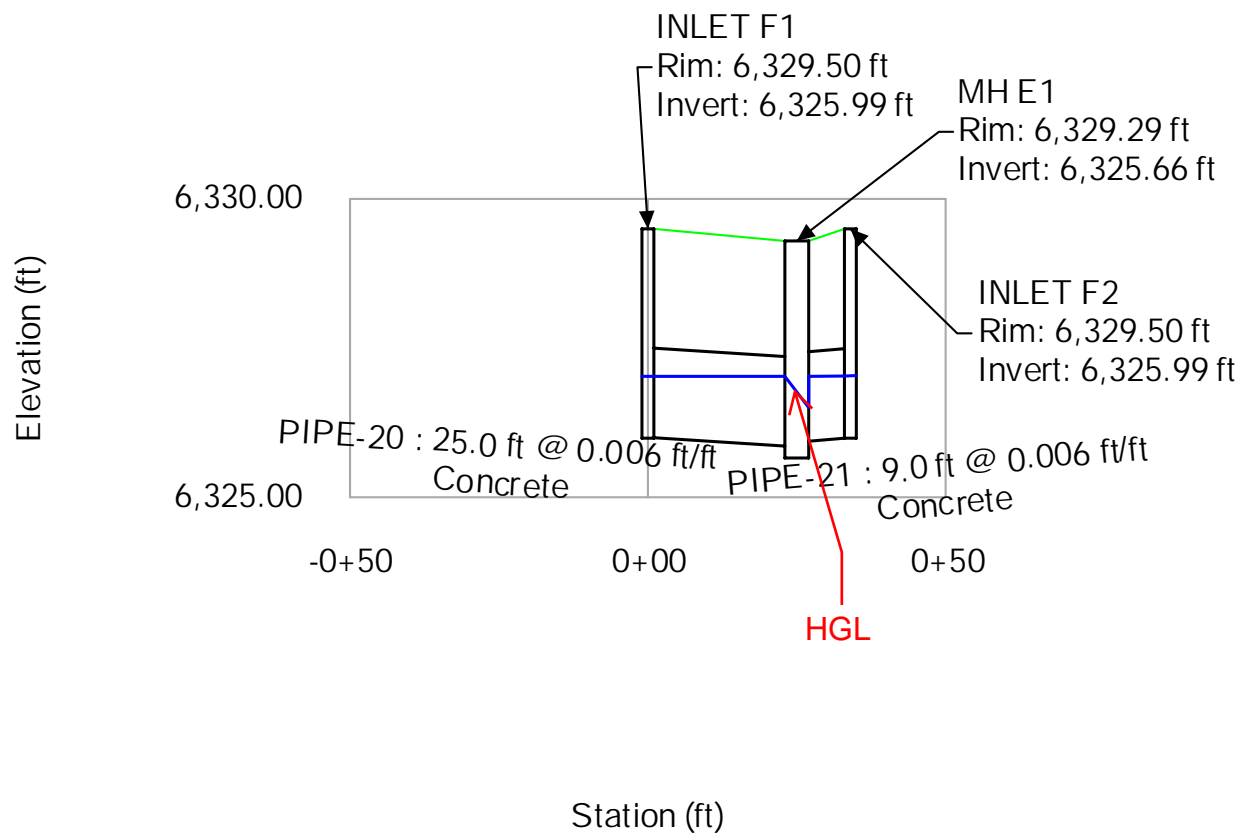 INLET F1
Rim: 6,329.50 ft
Invert: 6,325.99 ft
MH E1
Rim: 6,329.29 ft
Invert: 6,325.66 ft
6,330.00
Elevation (ft)
INLET F2
Rim: 6,329.50 ft
Invert: 6,325.99 ft
PIPE-20 : 25.0 ft @ 0.006 ft/ft
Concrete
PIPE-21 : 9.0 ft @ 0.006 ft/ft
Concrete
6,325.00
-0+50
0+00
0+50
HGL
Station (ft)